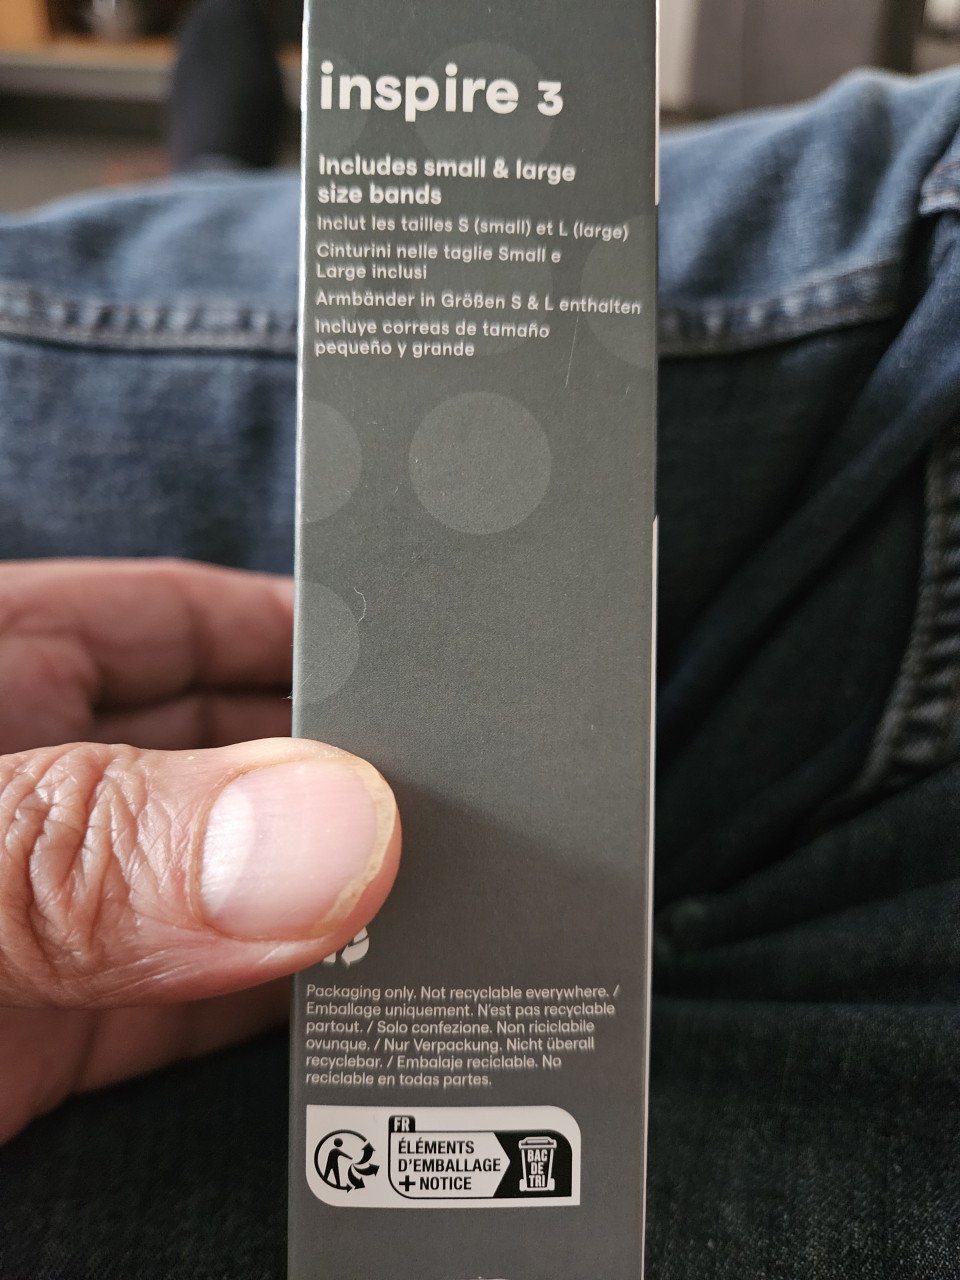 inspire 3
Includes small & large
size bands
Inclut les tailles S (small) et L (large)
Cinturini nelle taglie Small e
Large inclusi
Armbänder in Größen S & L enthalten
Incluye correas de tamaño
pequeño y grande
Packaging only. Not recyclable everywhere. /
Emballage uniquement. N'est pas recyclable
partout. / Solo confezione. Non riciclabile
ovunque. / Nur Verpackung. Nicht überall
recyclebar. / Embalaje reciclable. No
reciclable en todas partes.
FR
ÉLÉMENTS
D'EMBALLAGE
+ NOTICE
BAC
DE
TRI